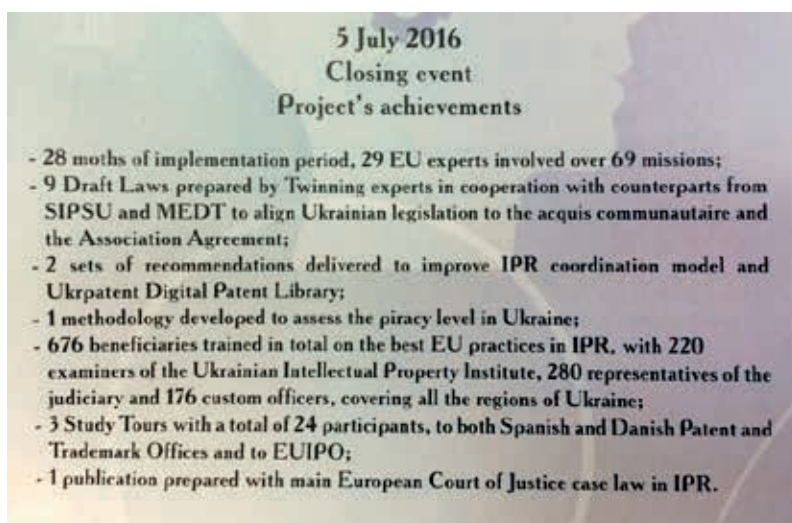 5 July 2016
Closing event
Project's achievements
- 28 moths of implementation period, 29 EU experts involved over 69 missions;
- 9 Draft Laws prepared by Twinning experts in cooperation with counterparts from
SIPSU and MEDT to align Ukrainian legislation to the acquis communautaire and
the Association Agreement;
- 2 sets of recommendations delivered to improve IPR coordination model and
Ukrpatent Digital Patent Library;
- 1 methodology developed to assess the piracy level in Ukraine;
- 676 beneficiaries trained in total on the best EU practices in IPR, with 220
examiners of the Ukrainian Intellectual Property Institute, 280 representatives of the
judiciary and 176 custom officers, covering all the regions of Ukraine;
- 3 Study Tours with a total of 24 participants, to both Spanish and Danish Patent and
Trademark Offices and to EUIPO;
- 1 publication prepared with main European Court of Justice case law in IPR.